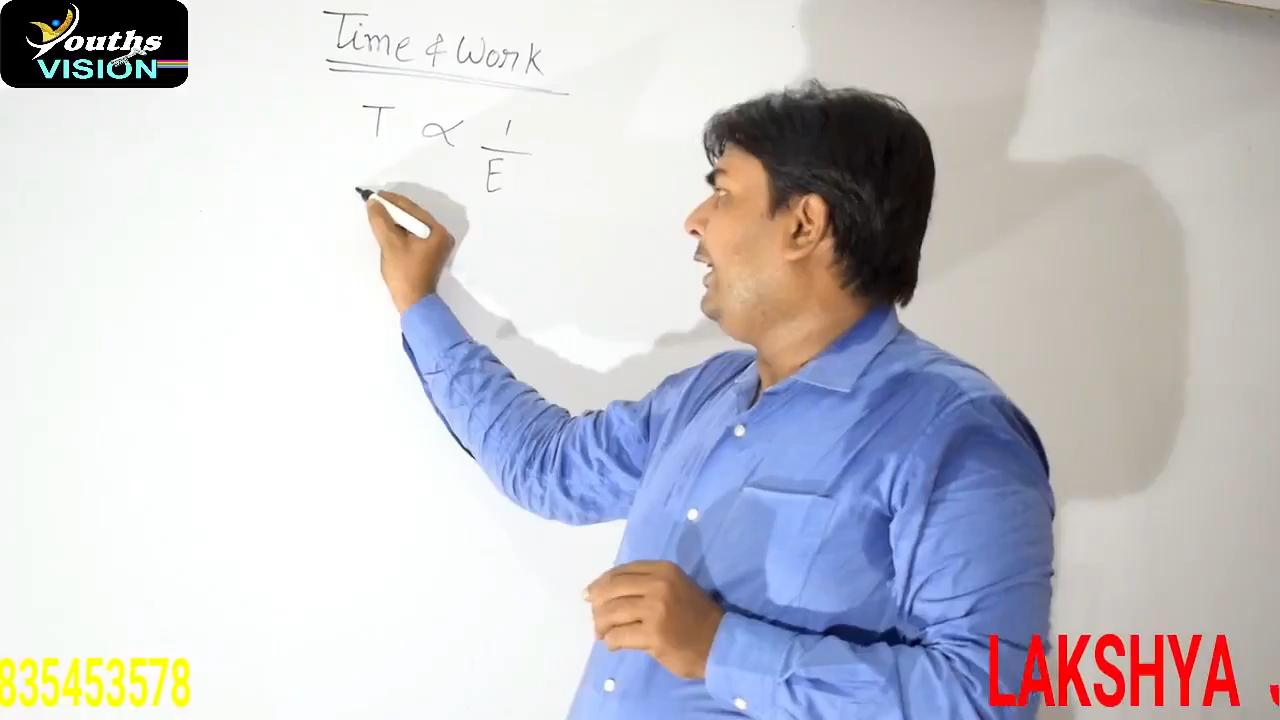 Youths
VISION
Time & Work
T ∝ 1/E
835453578
LAKSHYA J